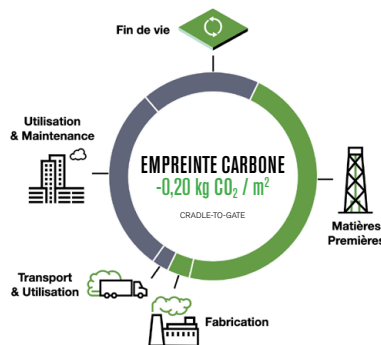 Fin de vie
Utilisation
& Maintenance
EMPREINTE CARBONE
-0,20 kg CO₂ / m²
CRADLE-TO-GATE
Matières
Premières
Transport
& Utilisation
Fabrication